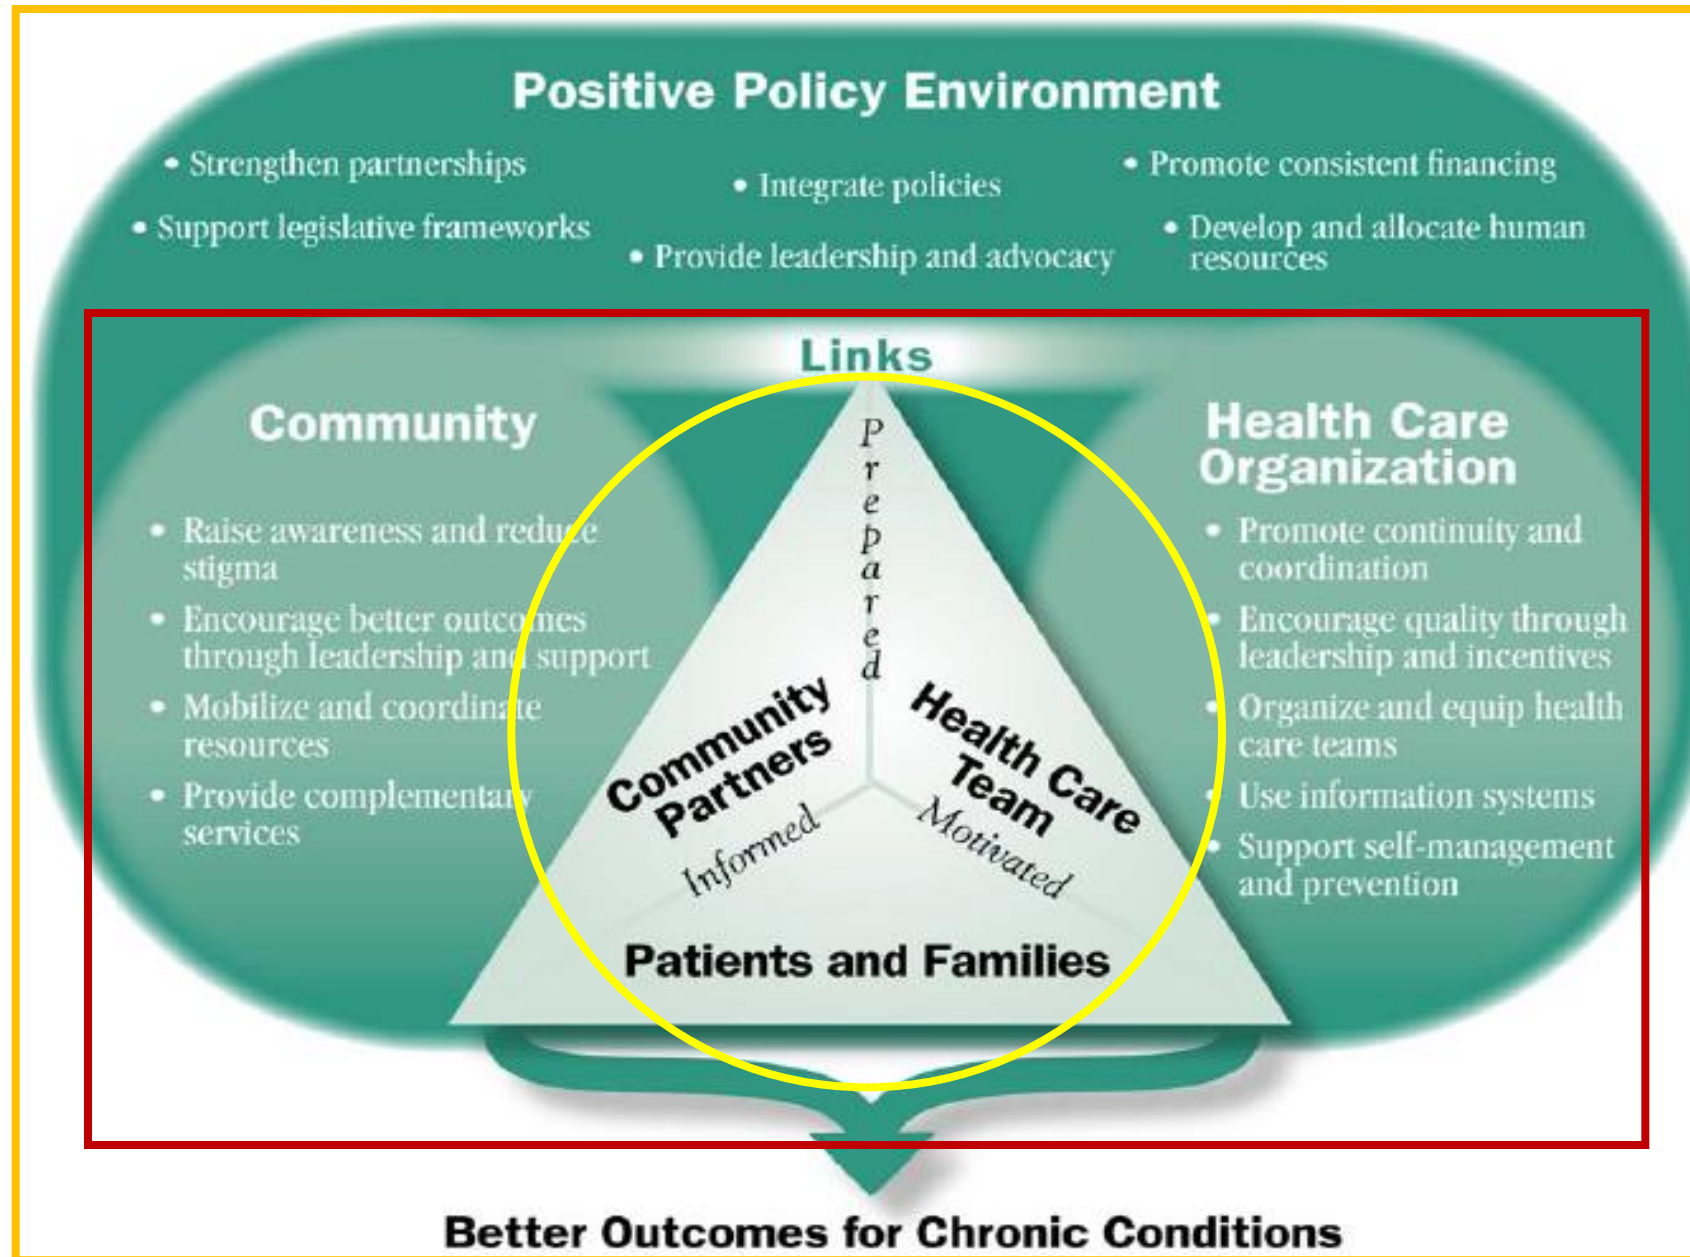 Positive Policy Environment
• Strengthen partnerships
• Support legislative frameworks
• Integrate policies
• Provide leadership and advocacy
• Promote consistent financing
• Develop and allocate human
resources
Links
Community
• Raise awareness and reduce
stigma
• Encourage better outcomes
through leadership and support
• Mobilize and coordinate
resources
• Provide complementary
services
Prepared
Community
Partners
Informed
Health Care
Team
Motivated
Patients and Families
Health Care
Organization
• Promote continuity and
coordination
• Encourage quality through
leadership and incentives
• Organize and equip health
care teams
• Use information systems
• Support self-management
and prevention
Better Outcomes for Chronic Conditions